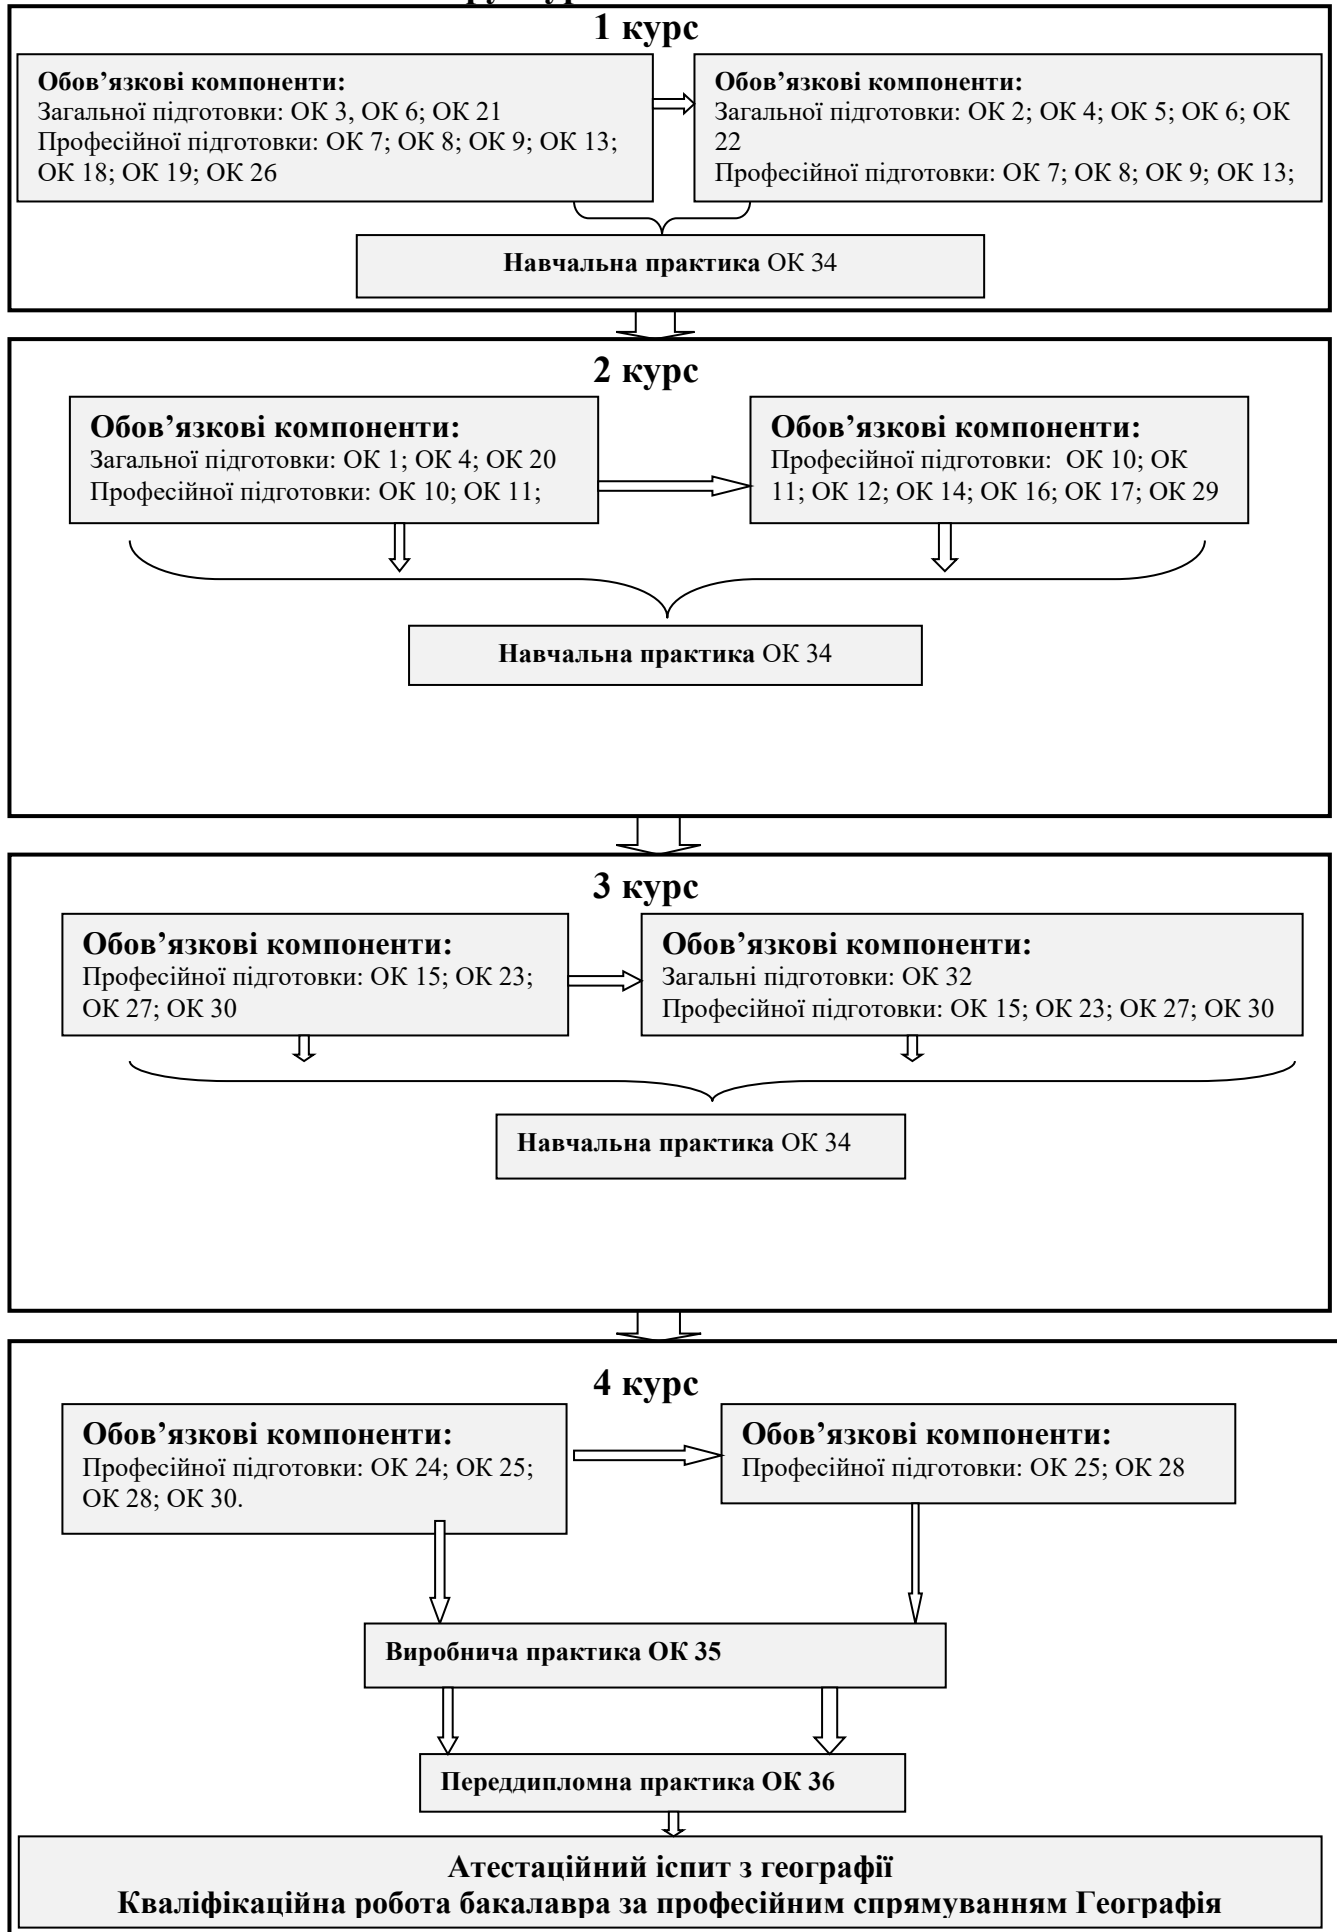 1 курс
Обов’язкові компоненти:
Загальної підготовки: ОК 3, ОК 6; ОК 21
Професійної підготовки: ОК 7; ОК 8; ОК 9; ОК 13;
ОК 18; ОК 19; ОК 26
Обов’язкові компоненти:
Загальної підготовки: ОК 2; ОК 4; ОК 5; ОК 6; ОК
22
Професійної підготовки: ОК 7; ОК 8; ОК 9; ОК 13;
Навчальна практика ОК 34
2 курс
Обов’язкові компоненти:
Загальної підготовки: ОК 1; ОК 4; ОК 20
Професійної підготовки: ОК 10; ОК 11;
Обов’язкові компоненти:
Професійної підготовки: ОК 10; ОК
11; ОК 12; ОК 14; ОК 16; ОК 17; ОК 29
Навчальна практика ОК 34
3 курс
Обов’язкові компоненти:
Професійної підготовки: ОК 15; ОК 23;
ОК 27; ОК 30
Обов’язкові компоненти:
Загальні підготовки: ОК 32
Професійної підготовки: ОК 15; ОК 23; ОК 27; ОК 30
Навчальна практика ОК 34
4 курс
Обов’язкові компоненти:
Професійної підготовки: ОК 24; ОК 25;
ОК 28; ОК 30.
Обов’язкові компоненти:
Професійної підготовки: ОК 25; ОК 28
Виробнича практика ОК 35
Переддипломна практика ОК 36
Атестаційний іспит з географії
Кваліфікаційна робота бакалавра за професійним спрямуванням Географія